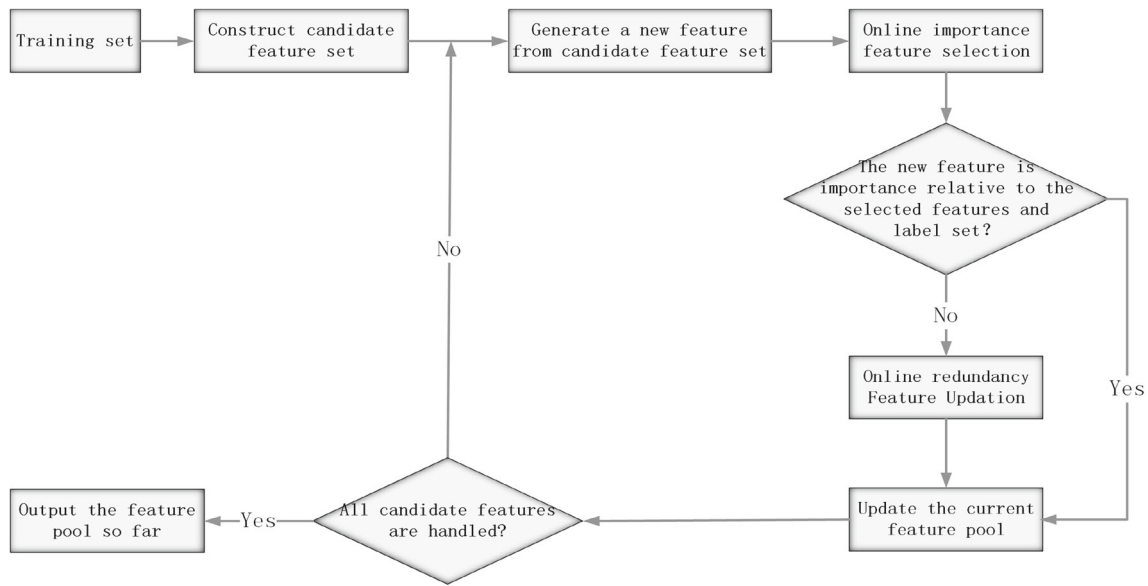 Training set
Construct candidate
feature set
Generate a new feature
from candidate feature set
Online importance
feature selection
The new feature is
importance relative to the
selected features and
label set?
No
No
Online redundancy
Feature Updation
Yes
Output the feature
pool so far
Yes
All candidate features
are handled?
Update the current
feature pool